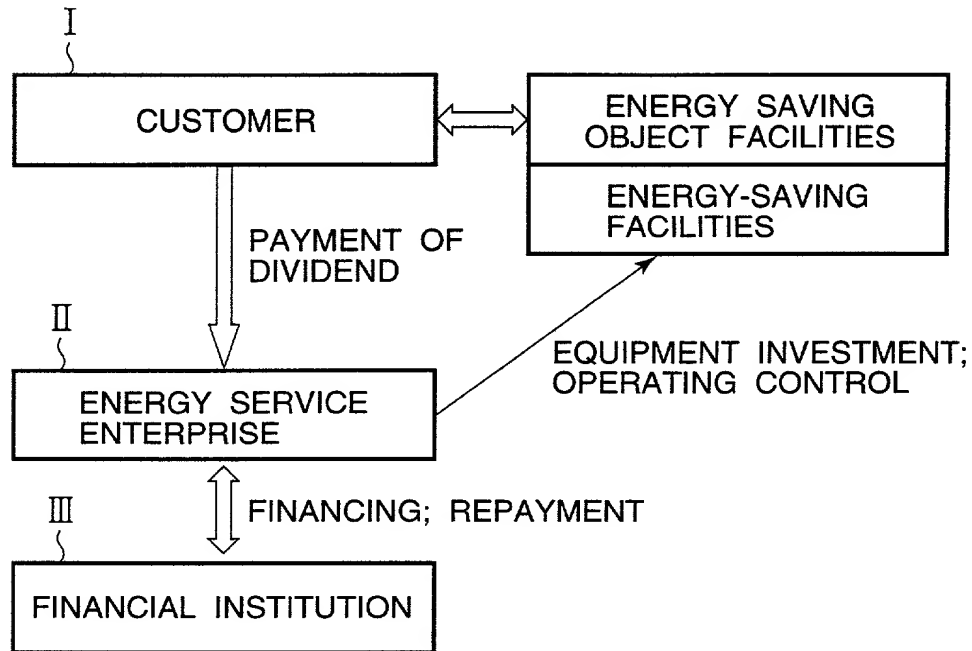 I
CUSTOMER
ENERGY SAVING
OBJECT FACILITIES
ENERGY-SAVING
FACILITIES
PAYMENT OF
DIVIDEND
II
EQUIPMENT INVESTMENT;
OPERATING CONTROL
ENERGY SERVICE
ENTERPRISE
III
FINANCING; REPAYMENT
FINANCIAL INSTITUTION